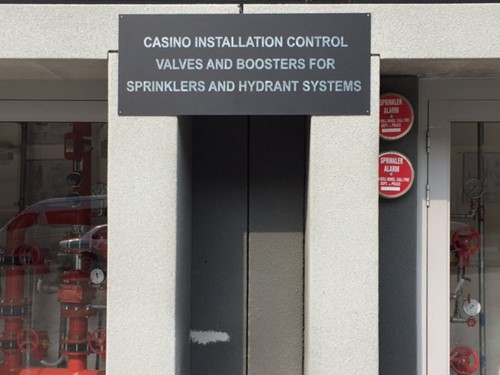 CASINO INSTALLATION CONTROL
VALVES AND BOOSTERS FOR
SPRINKLERS AND HYDRANT SYSTEMS
SPRINKLER
ALARM
SPRINKLER
ALARM